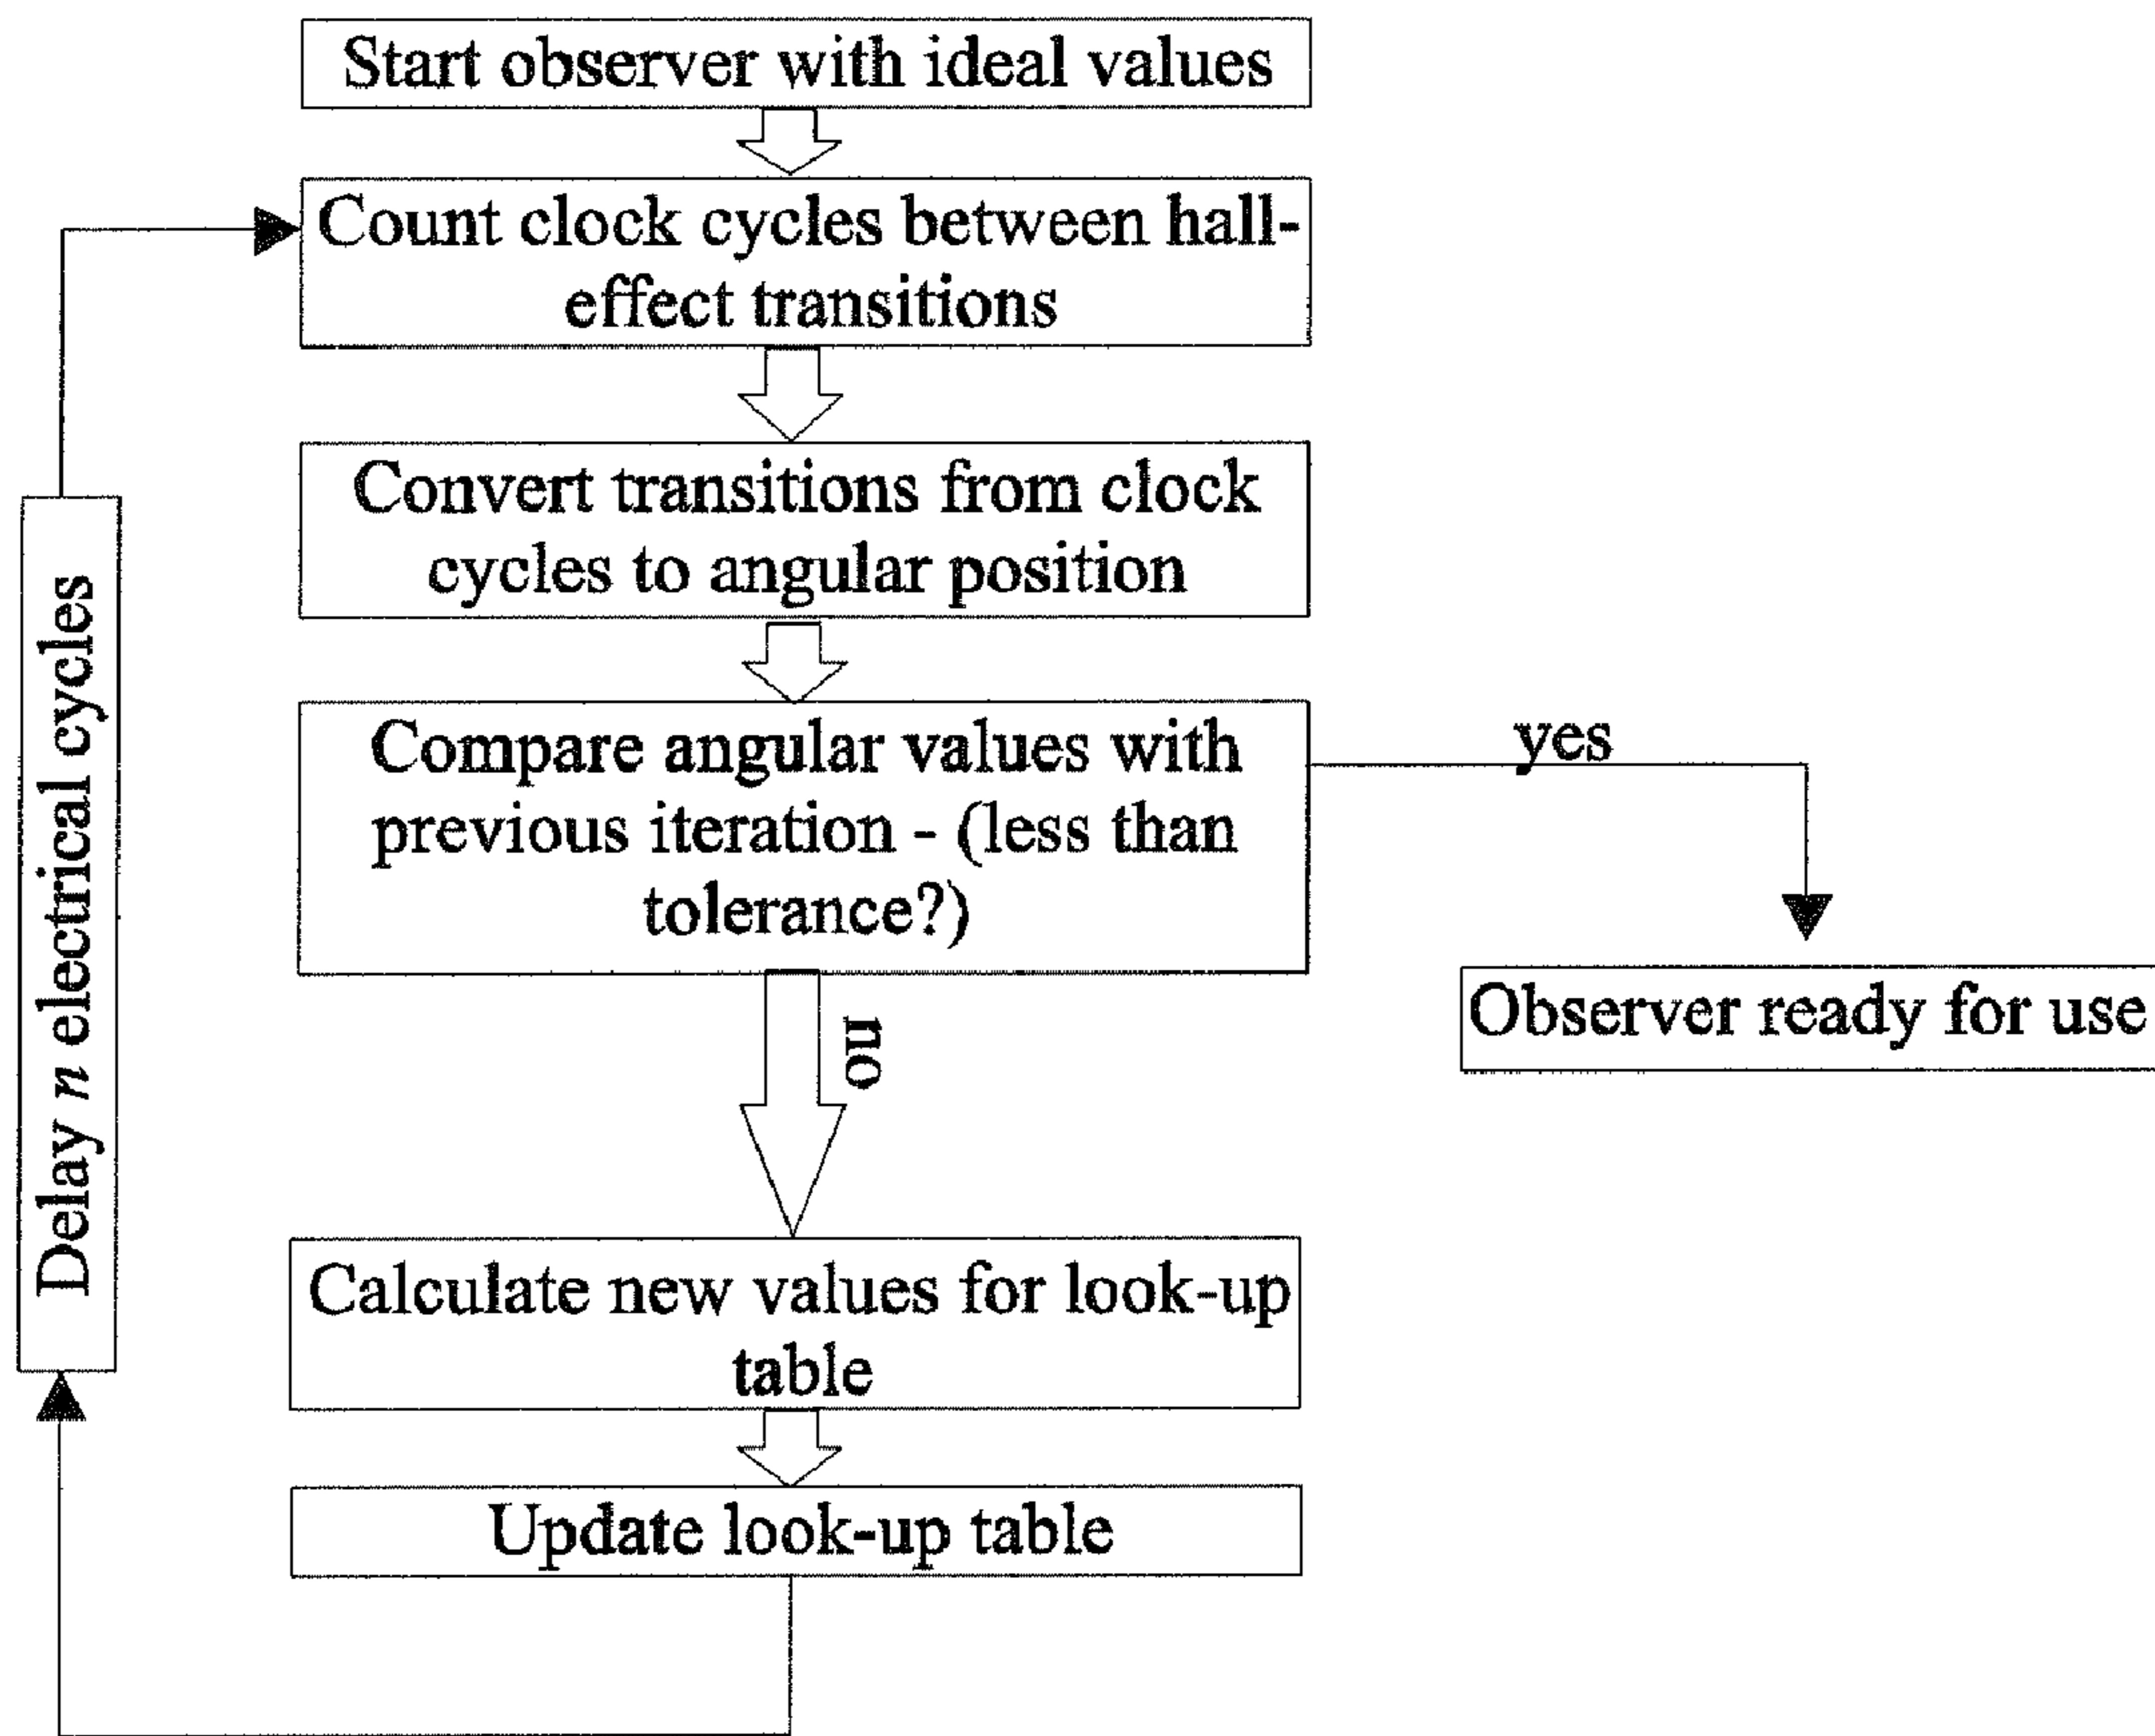 Start observer with ideal values
Count clock cycles between hall-
effect transitions
Convert transitions from clock
cycles to angular position
Compare angular values with
previous iteration - (less than
tolerance?)
yes
Observer ready for use
no
Calculate new values for look-up
table
Update look-up table
Delay n electrical cycles